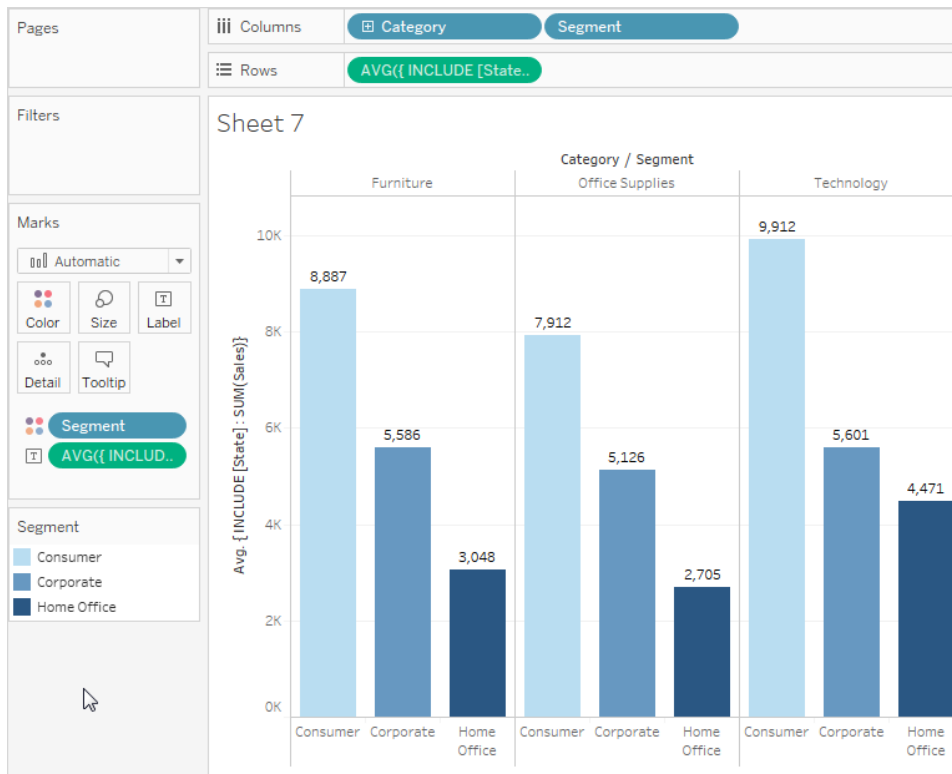 Pages
Columns
Category
Segment
Rows
AVG({ INCLUDE [State..
Filters
Sheet 7
Category / Segment
Furniture
Office Supplies
Technology
Marks
Automatic
Color
Size
T
Label
Detail
Tooltip
Segment
T
AVG({ INCLUD..
Segment
Consumer
Corporate
Home Office
Avg. { INCLUDE [State] : SUM(Sales)}
10K
8K
6K
4K
2K
0K
8,887
5,586
3,048
7,912
5,126
2,705
9,912
5,601
4,471
Consumer
Corporate
Home
Office
Consumer
Corporate
Home
Office
Consumer
Corporate
Home
Office